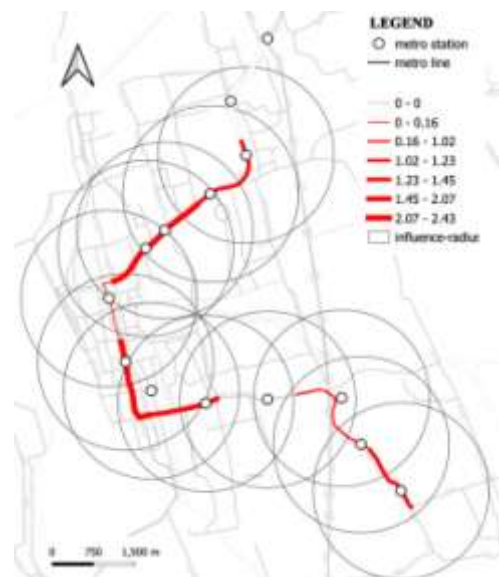 LEGEND
metro station
metro line
0 - 0
0 - 0,16
0,16 - 1,02
1,02 - 1,23
1,23 - 1,45
1,45 - 2,07
2,07 - 2,43
influence-radius
0 750 1,500 m